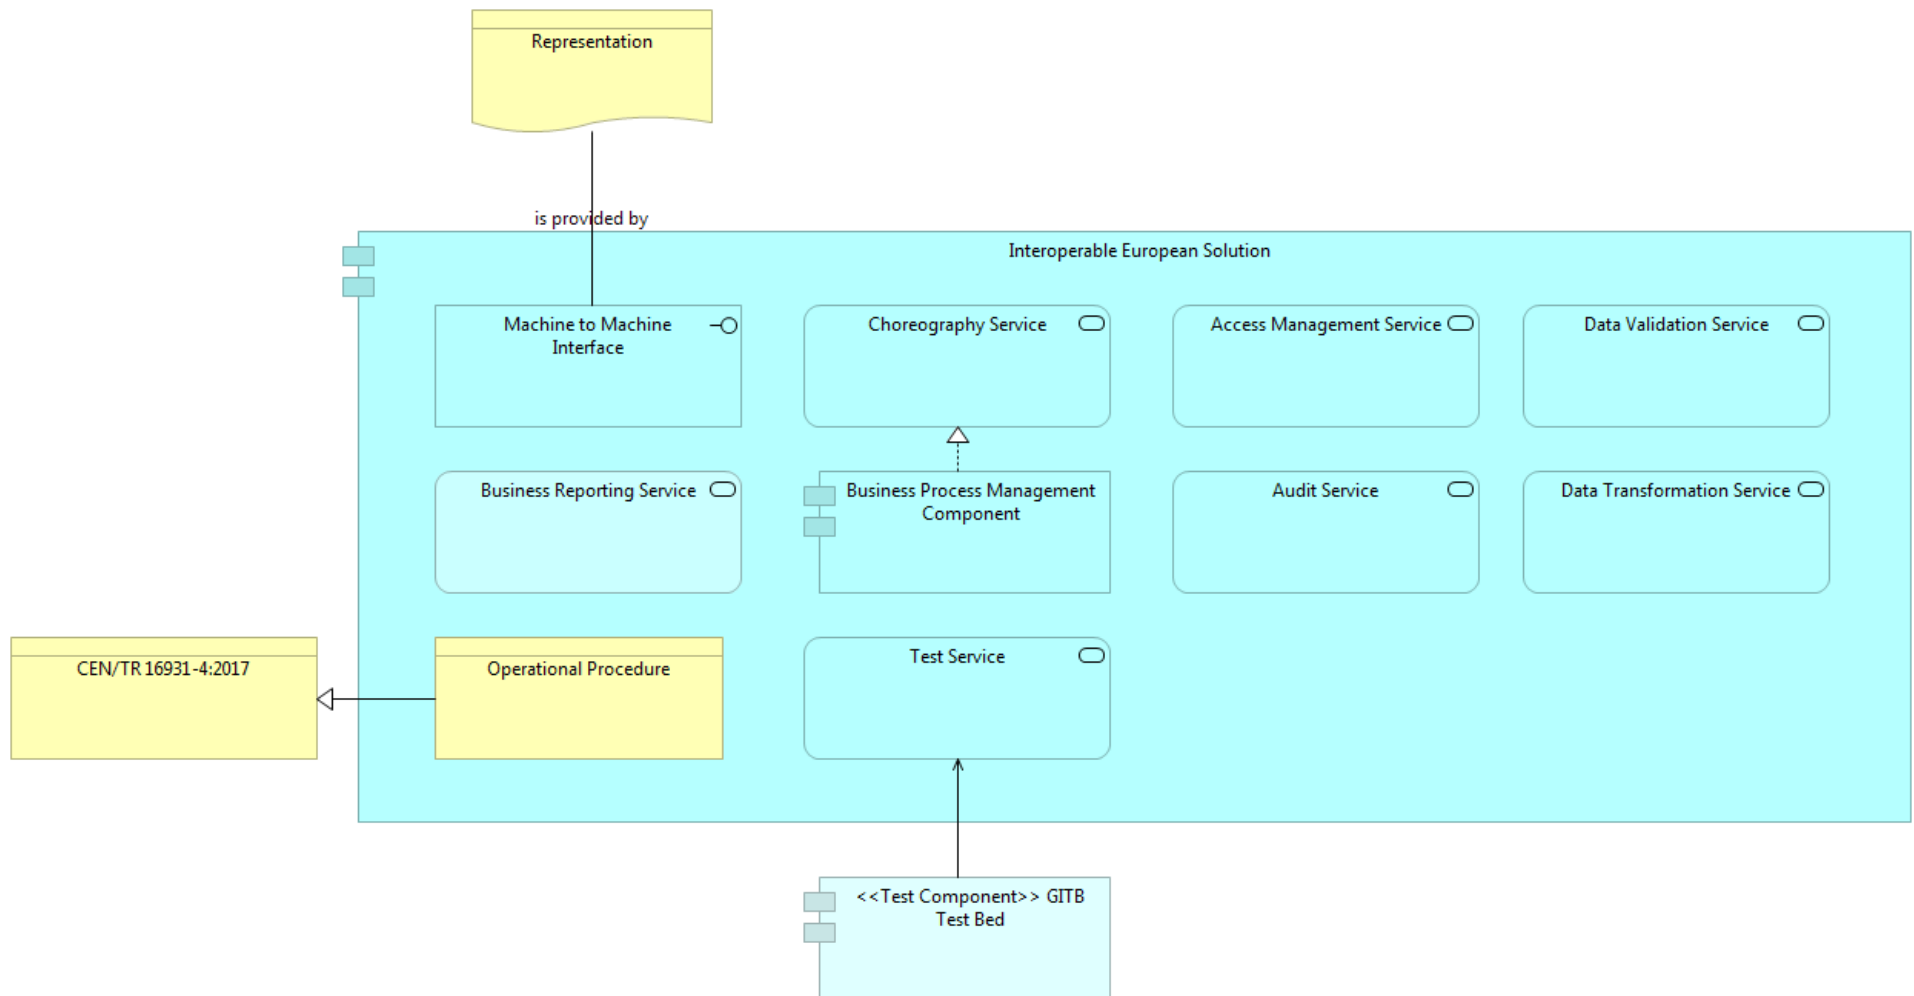 Representation
is provided by
Interoperable European Solution
Machine to Machine
Interface
Choreography Service
Access Management Service
Data Validation Service
Business Reporting Service
Business Process Management
Component
Audit Service
Data Transformation Service
CEN/TR 16931-4:2017
Operational Procedure
Test Service
<<Test Component>> GITB
Test Bed